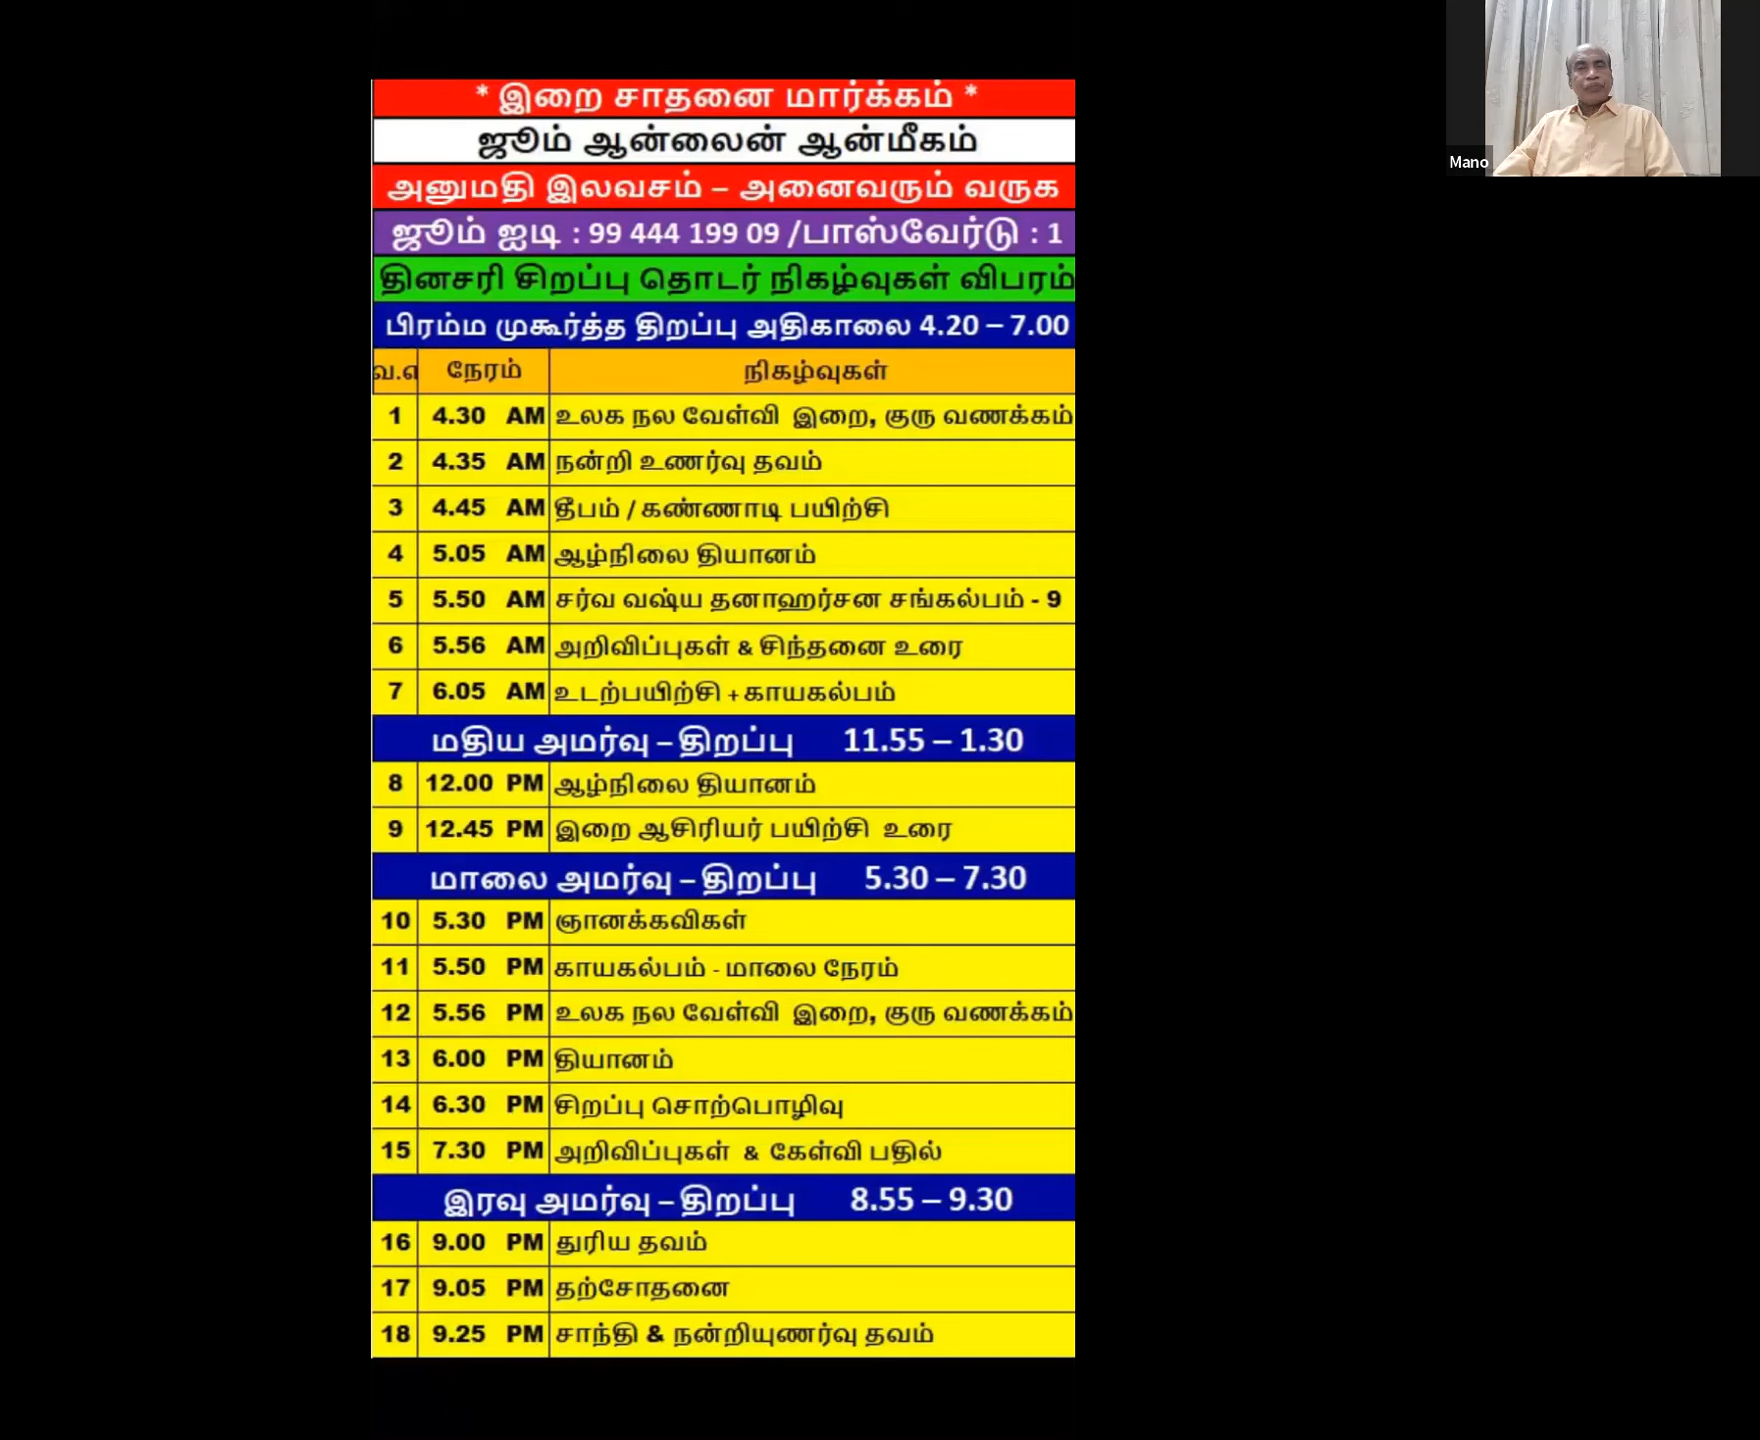 * இறை சாதனை மார்க்கம் *
ஜூம் ஆன்லைன் ஆன்மீகம்
அனுமதி இலவசம் – அனைவரும் வருக
ஜூம் ஐடி : 99 444 199 09 /பாஸ்வேர்டு : 1
தினசரி சிறப்பு தொடர் நிகழ்வுகள் விபரம்
பிரம்ம முகூர்த்த திறப்பு அதிகாலை 4.20 – 7.00
வ.எ நேரம் நிகழ்வுகள்
1 4.30 AM உலக நல வேள்வி இறை, குரு வணக்கம்
2 4.35 AM நன்றி உணர்வு தவம்
3 4.45 AM தீபம் / கண்ணாடி பயிற்சி
4 5.05 AM ஆழ்நிலை தியானம்
5 5.50 AM சர்வ வஷ்ய தனாஹர்சன சங்கல்பம் - 9
6 5.56 AM அறிவிப்புகள் & சிந்தனை உரை
7 6.05 AM உடற்பயிற்சி + காயகல்பம்
மதிய அமர்வு – திறப்பு 11.55 – 1.30
8 12.00 PM ஆழ்நிலை தியானம்
9 12.45 PM இறை ஆசிரியர் பயிற்சி உரை
மாலை அமர்வு – திறப்பு 5.30 – 7.30
10 5.30 PM ஞானக்கவிகள்
11 5.50 PM காயகல்பம் - மாலை நேரம்
12 5.56 PM உலக நல வேள்வி இறை, குரு வணக்கம்
13 6.00 PM தியானம்
14 6.30 PM சிறப்பு சொற்பொழிவு
15 7.30 PM அறிவிப்புகள் & கேள்வி பதில்
இரவு அமர்வு – திறப்பு 8.55 – 9.30
16 9.00 PM துரிய தவம்
17 9.05 PM தற்சோதனை
18 9.25 PM சாந்தி & நன்றியுணர்வு தவம்
Mano